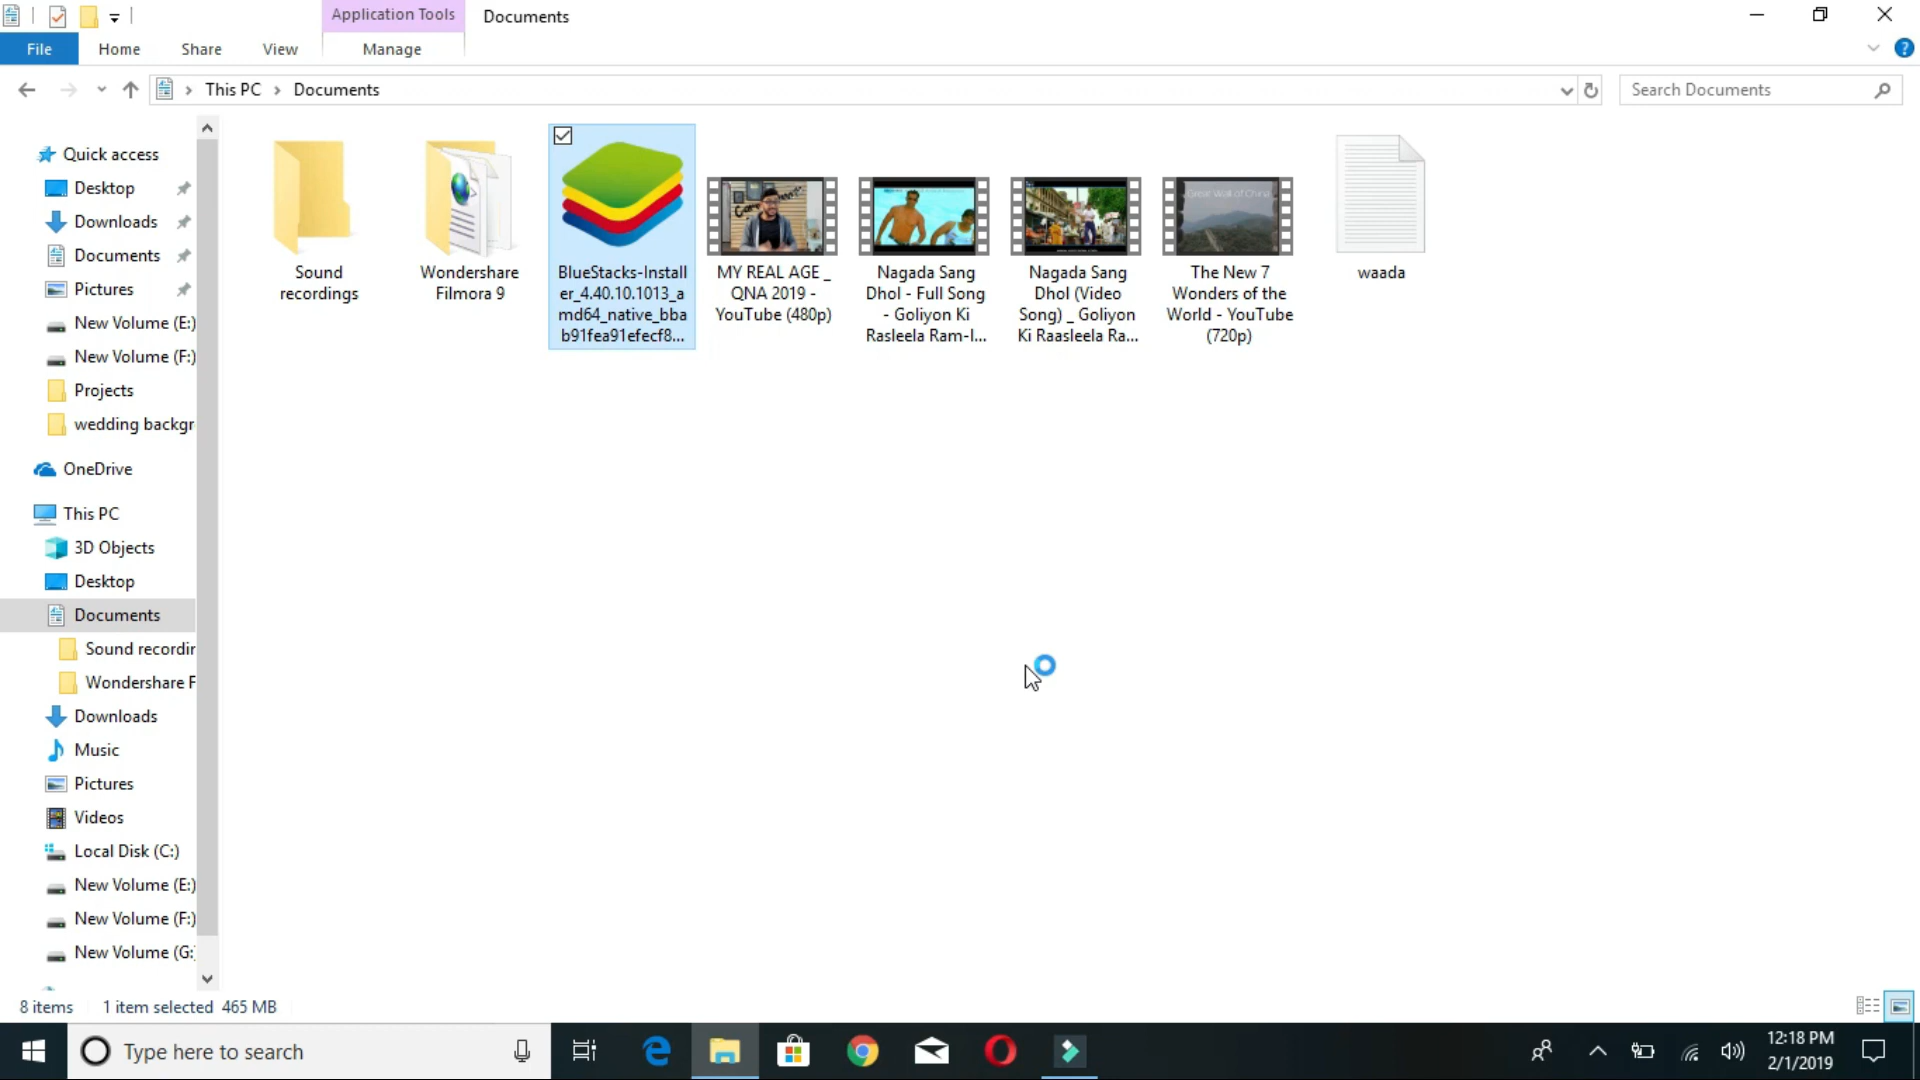 Application Tools
Documents
File
Home
Share
View
Manage
This PC
Documents
Search Documents
Quick access
Desktop
Downloads
Documents
Pictures
New Volume (E:)
New Volume (F:)
Projects
wedding backgr
OneDrive
This PC
3D Objects
Desktop
Documents
Sound recordin
Wondershare F
Downloads
Music
Pictures
Videos
Local Disk (C:)
New Volume (E:)
New Volume (F:)
New Volume (G:
Sound
recordings
Wondershare
Filmora 9
BlueStacks-Install
er_4.40.10.1013_a
md64_native_bba
b91fea91efecf8...
MY REAL AGE _
QNA 2019 -
YouTube (480p)
Nagada Sang
Dhol - Full Song
- Goliyon Ki
Rasleela Ram-l...
Nagada Sang
Dhol (Video
Song) _ Goliyon
Ki Raasleela Ra...
Great Wall of China
The New 7
Wonders of the
World - YouTube
(720p)
waada
8 items
1 item selected 465 MB
Type here to search
12:18 PM
2/1/2019